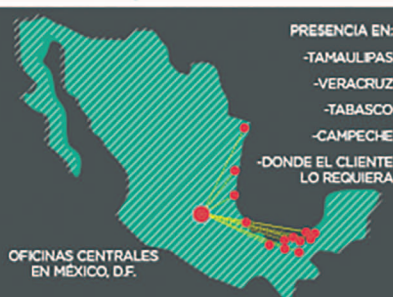 PRESENCIA EN:
-TAMAULIPAS
-VERACRUZ
-TABASCO
-CAMPECHE
-DONDE EL CLIENTE
LO REQUIERA
OFICINAS CENTRALES
EN MÉXICO, D.F.